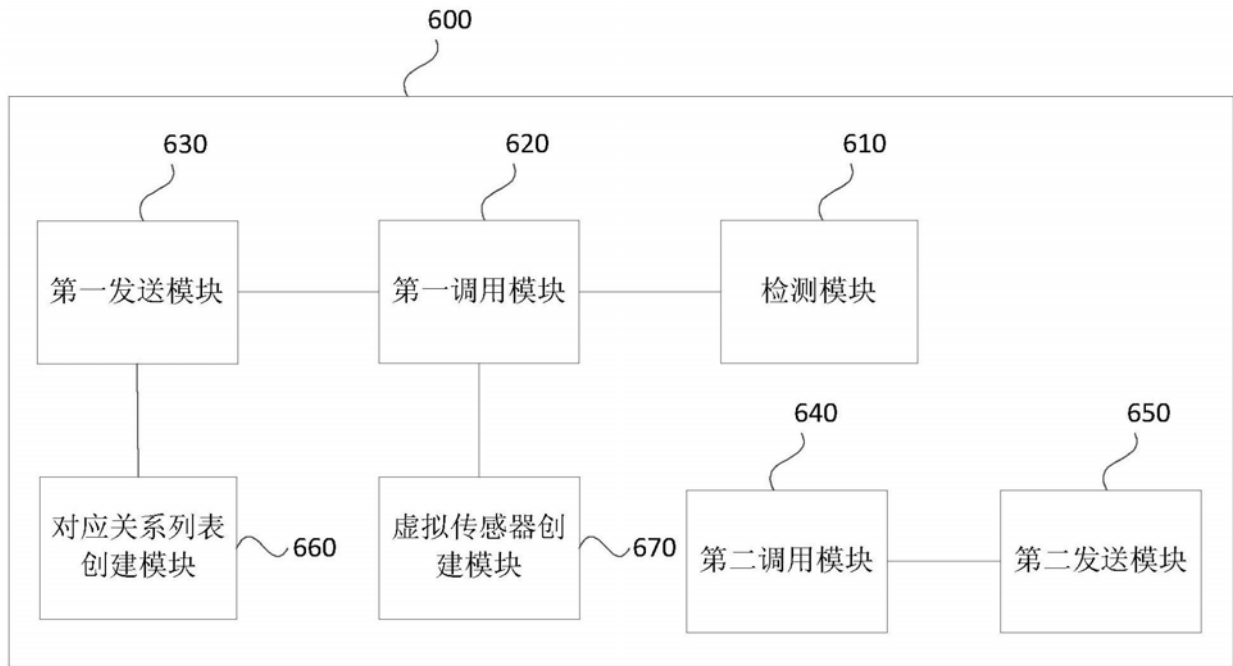 600
630
620
610
第一发送模块
第一调用模块
检测模块
640
650
对应关系列表
创建模块
660
虚拟传感器创
建模块
670
第二调用模块
第二发送模块